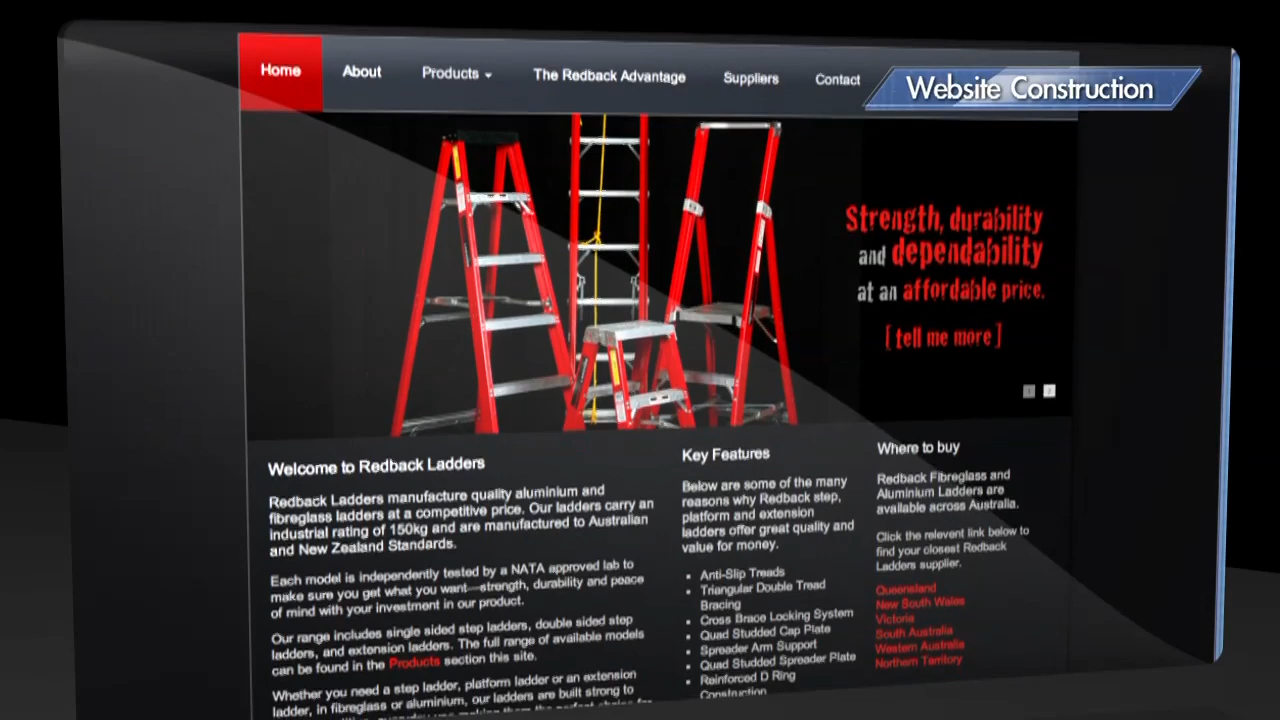 Home About Products The Redback Advantage Suppliers Contact
Website Construction
Strength, durability
and dependability
at an affordable price.
[ tell me more ]
Welcome to Redback Ladders
Redback Ladders manufacture quality aluminium and
fibreglass ladders at a competitive price. Our ladders carry an
industrial rating of 150kg and are manufactured to Australian
and New Zealand Standards.
Each model is independently tested by a NATA approved lab to
make sure you get what you want—strength, durability and peace
of mind with your investment in our product.
Our range includes single sided step ladders, double sided step
ladders, and extension ladders. The full range of available models
can be found in the Products section this site.
Whether you need a step ladder, platform ladder or an extension
ladder, in fibreglass or aluminium, our ladders are built strong to
Key Features
Below are some of the many
reasons why Redback step,
platform and extension
ladders offer great quality and
value for money.
Anti-Slip Treads
Triangular Double Tread
Bracing
Cross Brace Locking System
Quad Studded Cap Plate
Spreader Arm Support
Quad Studded Spreader Plate
Reinforced D Ring
Construction
Where to buy
Redback Fibreglass and
Aluminium Ladders are
available across Australia.
Click the relevent link below to
find your closest Redback
Ladders supplier.
Queensland
New South Wales
Victoria
South Australia
Western Australia
Northern Territory